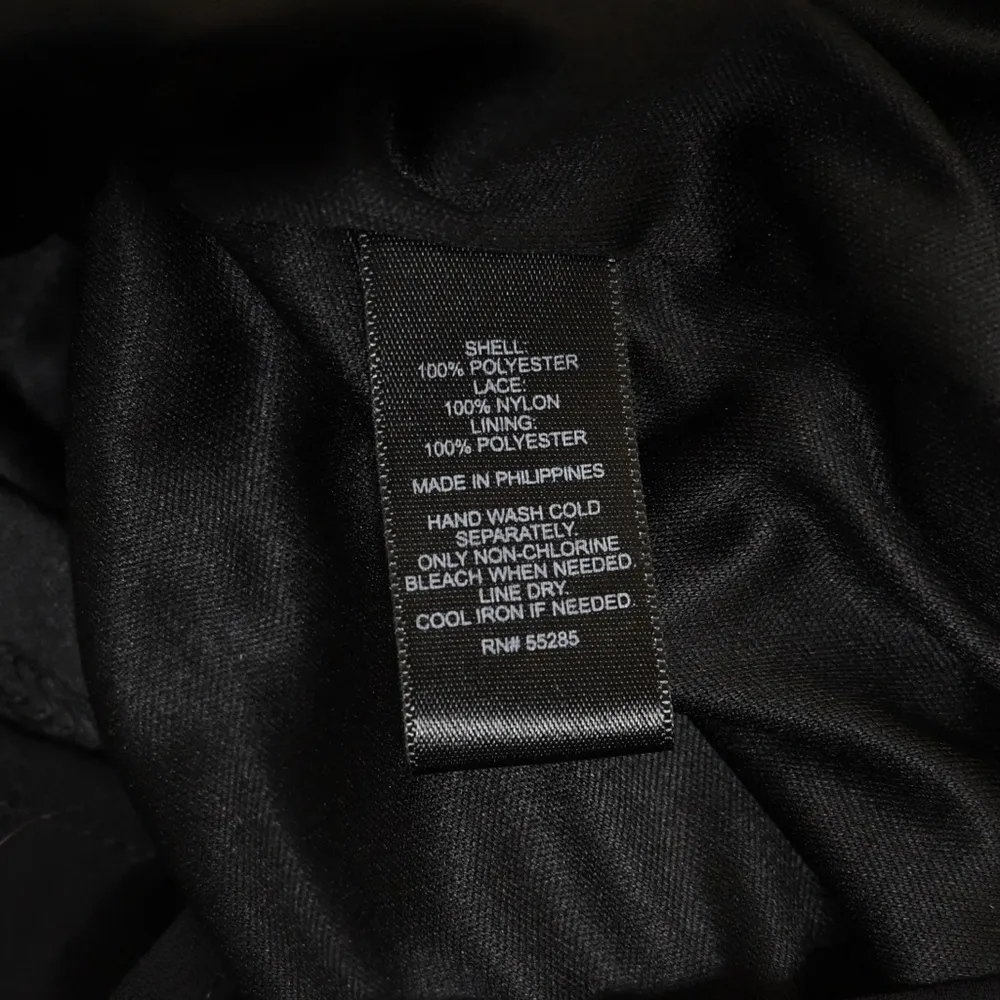 SHELL:
100% POLYESTER
LACE:
100% NYLON
LINING:
100% POLYESTER
MADE IN PHILIPPINES
HAND WASH COLD
SEPARATELY.
ONLY NON-CHLORINE
BLEACH WHEN NEEDED.
LINE DRY.
COOL IRON IF NEEDED.
RN# 55285